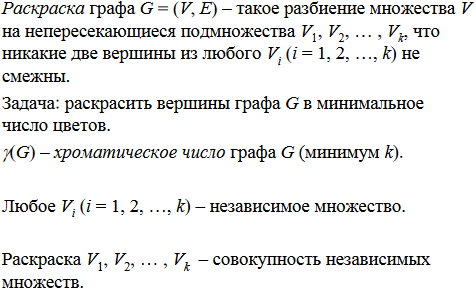 Раскраска графа G = (V, E) – такое разбиение множества V
на непересекающиеся подмножества V₁, V₂, … , Vₖ, что
никакие две вершины из любого Vᵢ (i = 1, 2, …, k) не
смежны.
Задача: раскрасить вершины графа G в минимальное
число цветов.
γ(G) – хроматическое число графа G (минимум k).
Любое Vᵢ (i = 1, 2, …, k) – независимое множество.
Раскраска V₁, V₂, … , Vₖ – совокупность независимых
множеств.